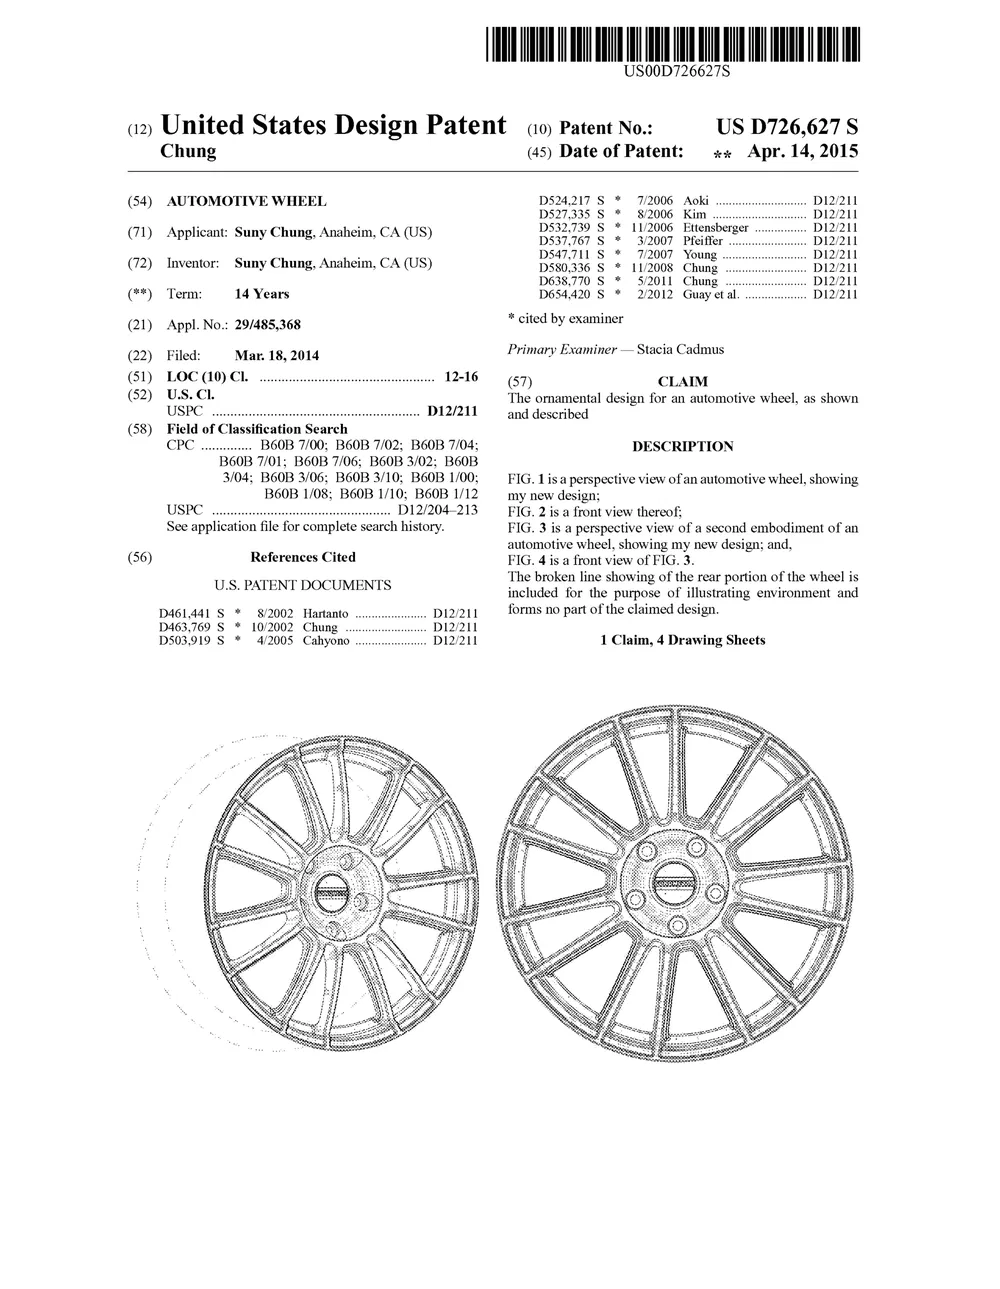 US00D726627S
(12) United States Design Patent
Chung
(10) Patent No.: US D726,627 S
(45) Date of Patent: ** Apr. 14, 2015
(54) AUTOMOTIVE WHEEL
(71) Applicant: Suny Chung, Anaheim, CA (US)
(72) Inventor: Suny Chung, Anaheim, CA (US)
(**) Term: 14 Years
(21) Appl. No.: 29/485,368
(22) Filed: Mar. 18, 2014
(51) LOC (10) Cl. ................................................ 12-16
(52) U.S. Cl.
USPC ........................................................ D12/211
(58) Field of Classification Search
CPC .............. B60B 7/00; B60B 7/02; B60B 7/04;
B60B 7/01; B60B 7/06; B60B 3/02; B60B
3/04; B60B 3/06; B60B 3/10; B60B 1/00;
B60B 1/08; B60B 1/10; B60B 1/12
USPC ................................................ D12/204–213
See application file for complete search history.
(56) References Cited
U.S. PATENT DOCUMENTS
D461,441 S * 8/2002 Hartanto ...................... D12/211
D463,769 S * 10/2002 Chung ......................... D12/211
D503,919 S * 4/2005 Cahyono ...................... D12/211
D524,217 S * 7/2006 Aoki ............................ D12/211
D527,335 S * 8/2006 Kim ............................. D12/211
D532,739 S * 11/2006 Ettensberger ................ D12/211
D537,767 S * 3/2007 Pfeiffer ........................ D12/211
D547,711 S * 7/2007 Young .......................... D12/211
D580,336 S * 11/2008 Chung ......................... D12/211
D638,770 S * 5/2011 Chung ......................... D12/211
D654,420 S * 2/2012 Guay et al. ................... D12/211
* cited by examiner
Primary Examiner — Stacia Cadmus
(57) CLAIM
The ornamental design for an automotive wheel, as shown
and described
DESCRIPTION
FIG. 1 is a perspective view of an automotive wheel, showing
my new design;
FIG. 2 is a front view thereof;
FIG. 3 is a perspective view of a second embodiment of an
automotive wheel, showing my new design; and,
FIG. 4 is a front view of FIG. 3.
The broken line showing of the rear portion of the wheel is
included for the purpose of illustrating environment and
forms no part of the claimed design.
1 Claim, 4 Drawing Sheets